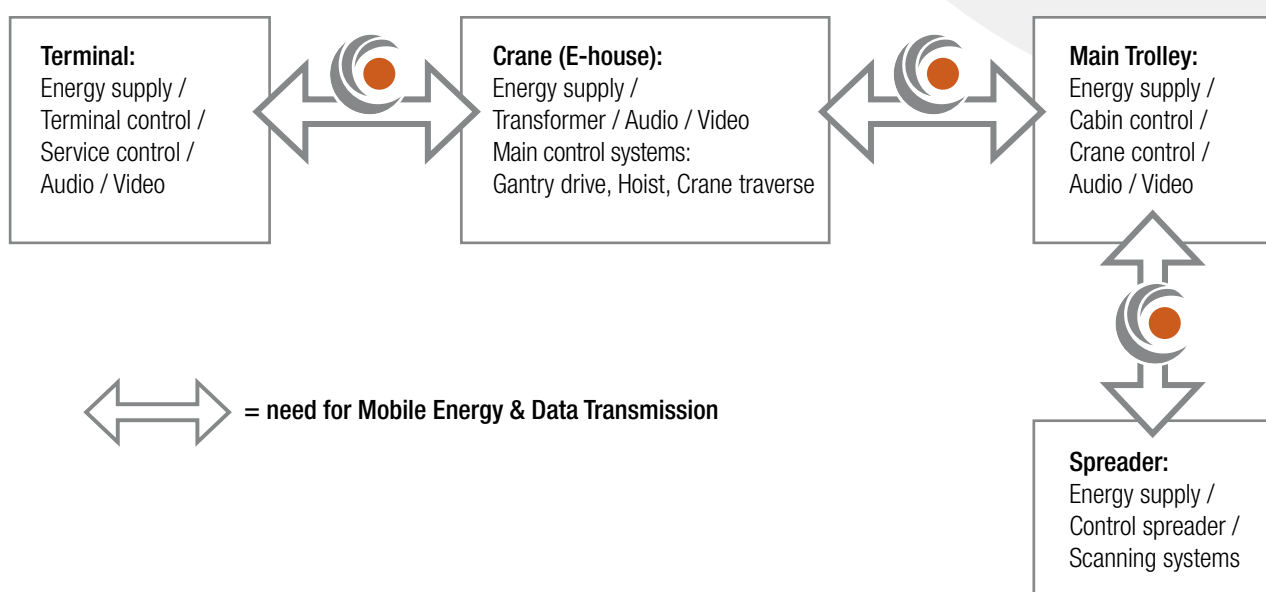 Terminal:
Energy supply /
Terminal control /
Service control /
Audio / Video
Crane (E-house):
Energy supply /
Transformer / Audio / Video
Main control systems:
Gantry drive, Hoist, Crane traverse
Main Trolley:
Energy supply /
Cabin control /
Crane control /
Audio / Video
= need for Mobile Energy & Data Transmission
Spreader:
Energy supply /
Control spreader /
Scanning systems